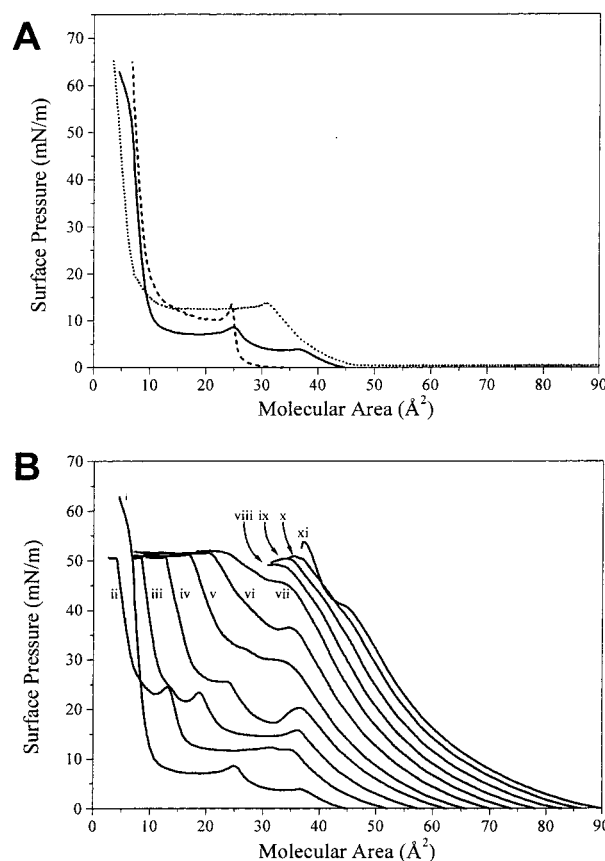 A
70
60
50
40
30
20
10
0
Surface Pressure (mN/m)
0 10 20 30 40 50 60 70 80 90
Molecular Area (Å²)
B
70
60
50
40
30
20
10
0
Surface Pressure (mN/m)
i
ii
iii
iv
v
vi
vii
viii
ix
x
xi
0 10 20 30 40 50 60 70 80 90
Molecular Area (Å²)